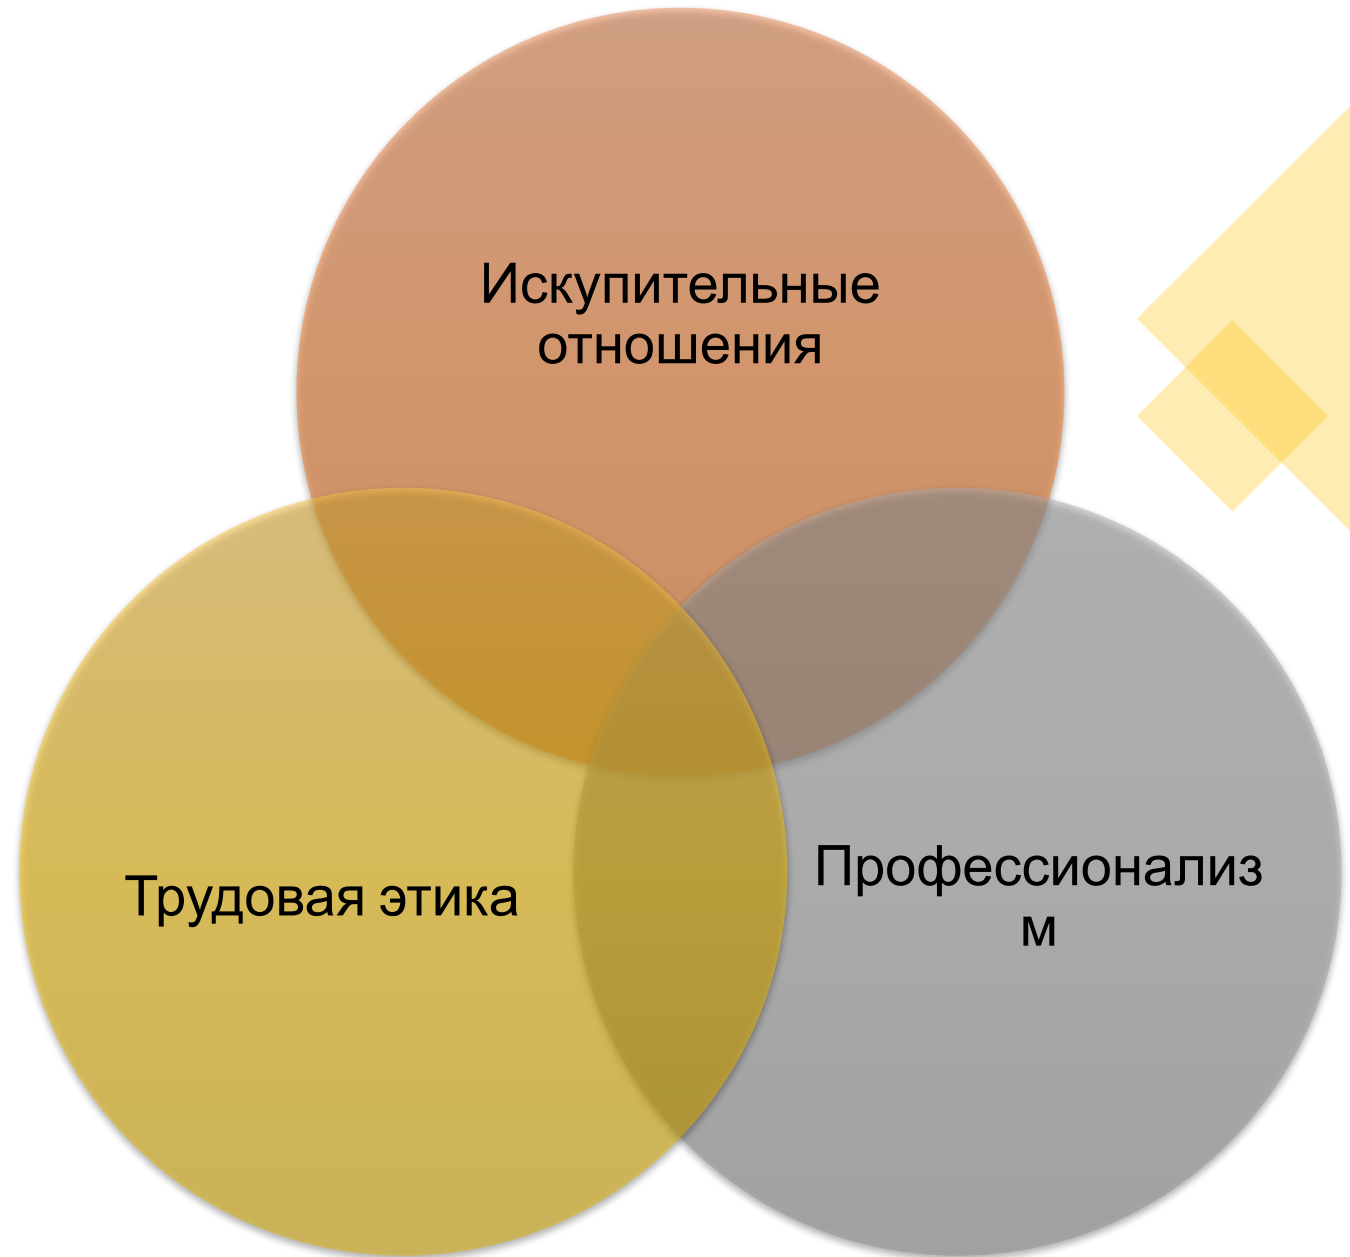 Искупительные
отношения
Трудовая этика
Профессионализ
м